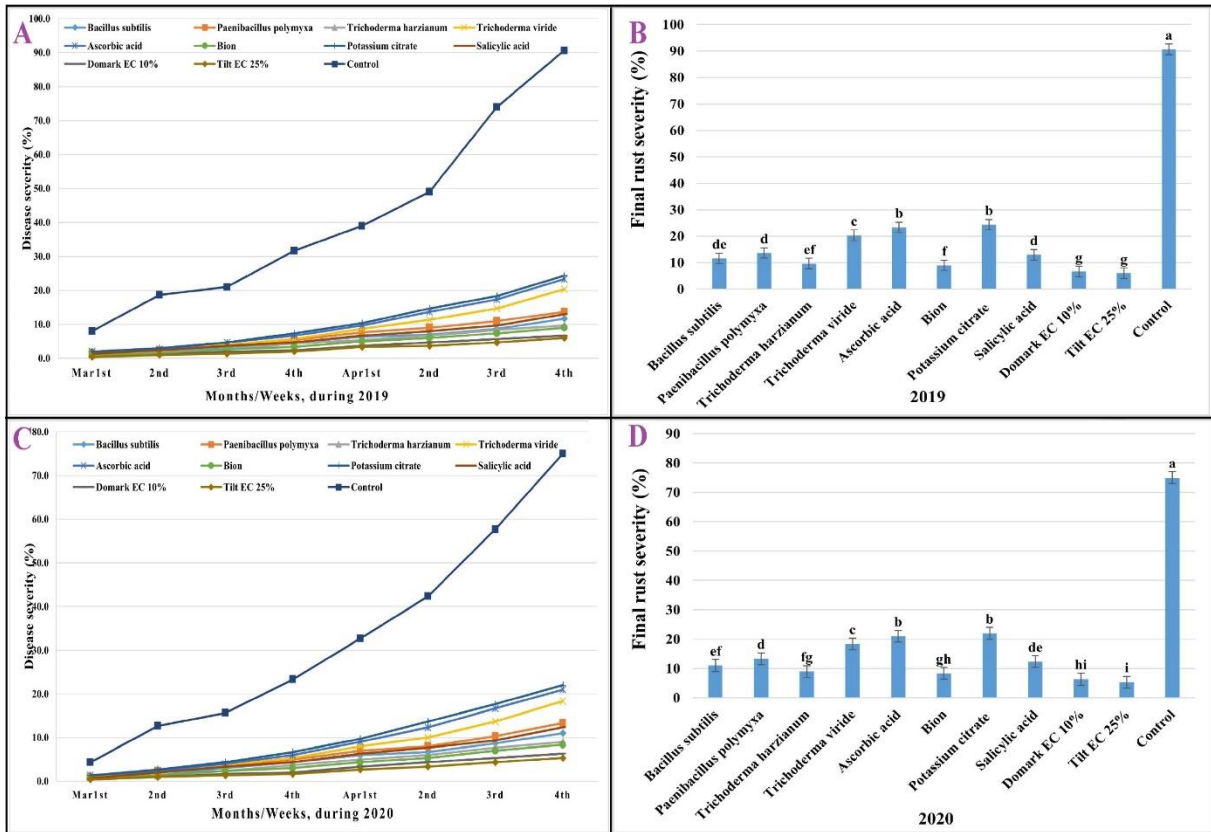 A
Disease severity (%)
100.0
90.0
80.0
70.0
60.0
50.0
40.0
30.0
20.0
10.0
0.0
Bacillus subtilis Paenibacillus polymyxa Trichoderma harzianum Trichoderma viride
Ascorbic acid Bion Potassium citrate Salicylic acid
Domark EC 10% Tilt EC 25% Control
Mar1st 2nd 3rd 4th Apr1st 2nd 3rd 4th
Months/Weeks, during 2019
B
Final rust severity (%)
100
90
80
70
60
50
40
30
20
10
0
de d ef c b f b d g g a
Bacillus subtilis
Paenibacillus polymyxa
Trichoderma harzianum
Trichoderma viride
Ascorbic acid
Bion
Potassium citrate
Salicylic acid
Domark EC 10%
Tilt EC 25%
Control
2019
C
Disease severity (%)
80.0
70.0
60.0
50.0
40.0
30.0
20.0
10.0
0.0
Bacillus subtilis Paenibacillus polymyxa Trichoderma harzianum Trichoderma viride
Ascorbic acid Bion Potassium citrate Salicylic acid
Domark EC 10% Tilt EC 25% Control
Mar1st 2nd 3rd 4th Apr1st 2nd 3rd 4th
Months/Weeks, during 2020
D
Final rust severity (%)
90
80
70
60
50
40
30
20
10
0
ef d fg c b gh b de hi i a
Bacillus subtilis
Paenibacillus polymyxa
Trichoderma harzianum
Trichoderma viride
Ascorbic acid
Bion
Potassium citrate
Salicylic acid
Domark EC 10%
Tilt EC 25%
Control
2020